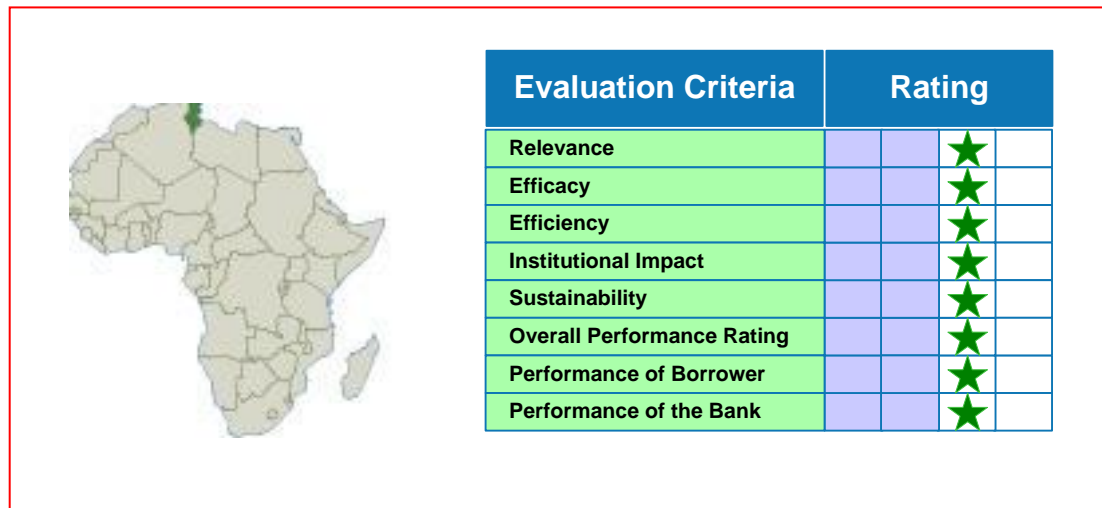 Evaluation Criteria Rating
Relevance
Efficacy
Efficiency
Institutional Impact
Sustainability
Overall Performance Rating
Performance of Borrower
Performance of the Bank